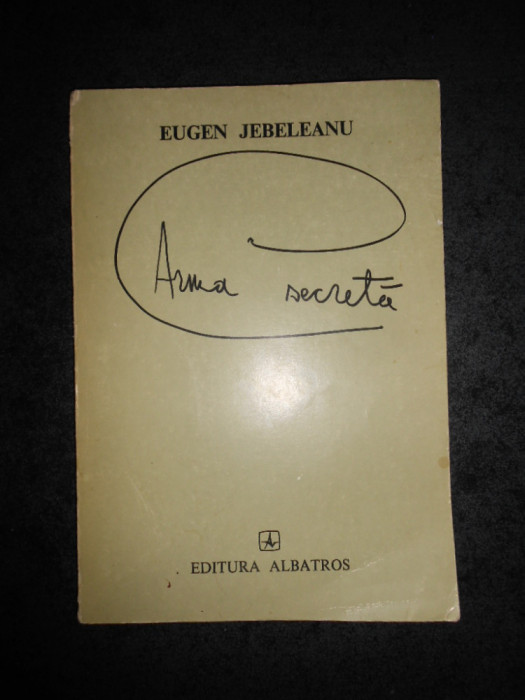 EUGEN JEBELEANU
Arma secretă
EDITURA ALBATROS